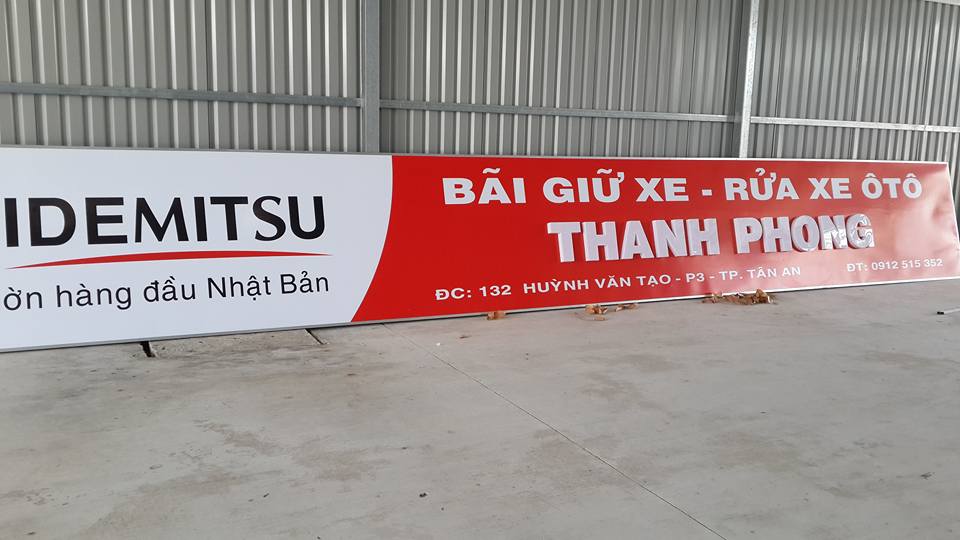 IDEMITSU
hàng đầu Nhật Bản
BÃI GIỮ XE - RỬA XE ÔTÔ
THANH PHONG
ĐC: 132 HUỲNH VĂN TẠO - P3 - TP. TÂN AN
ĐT: 0912 515 352